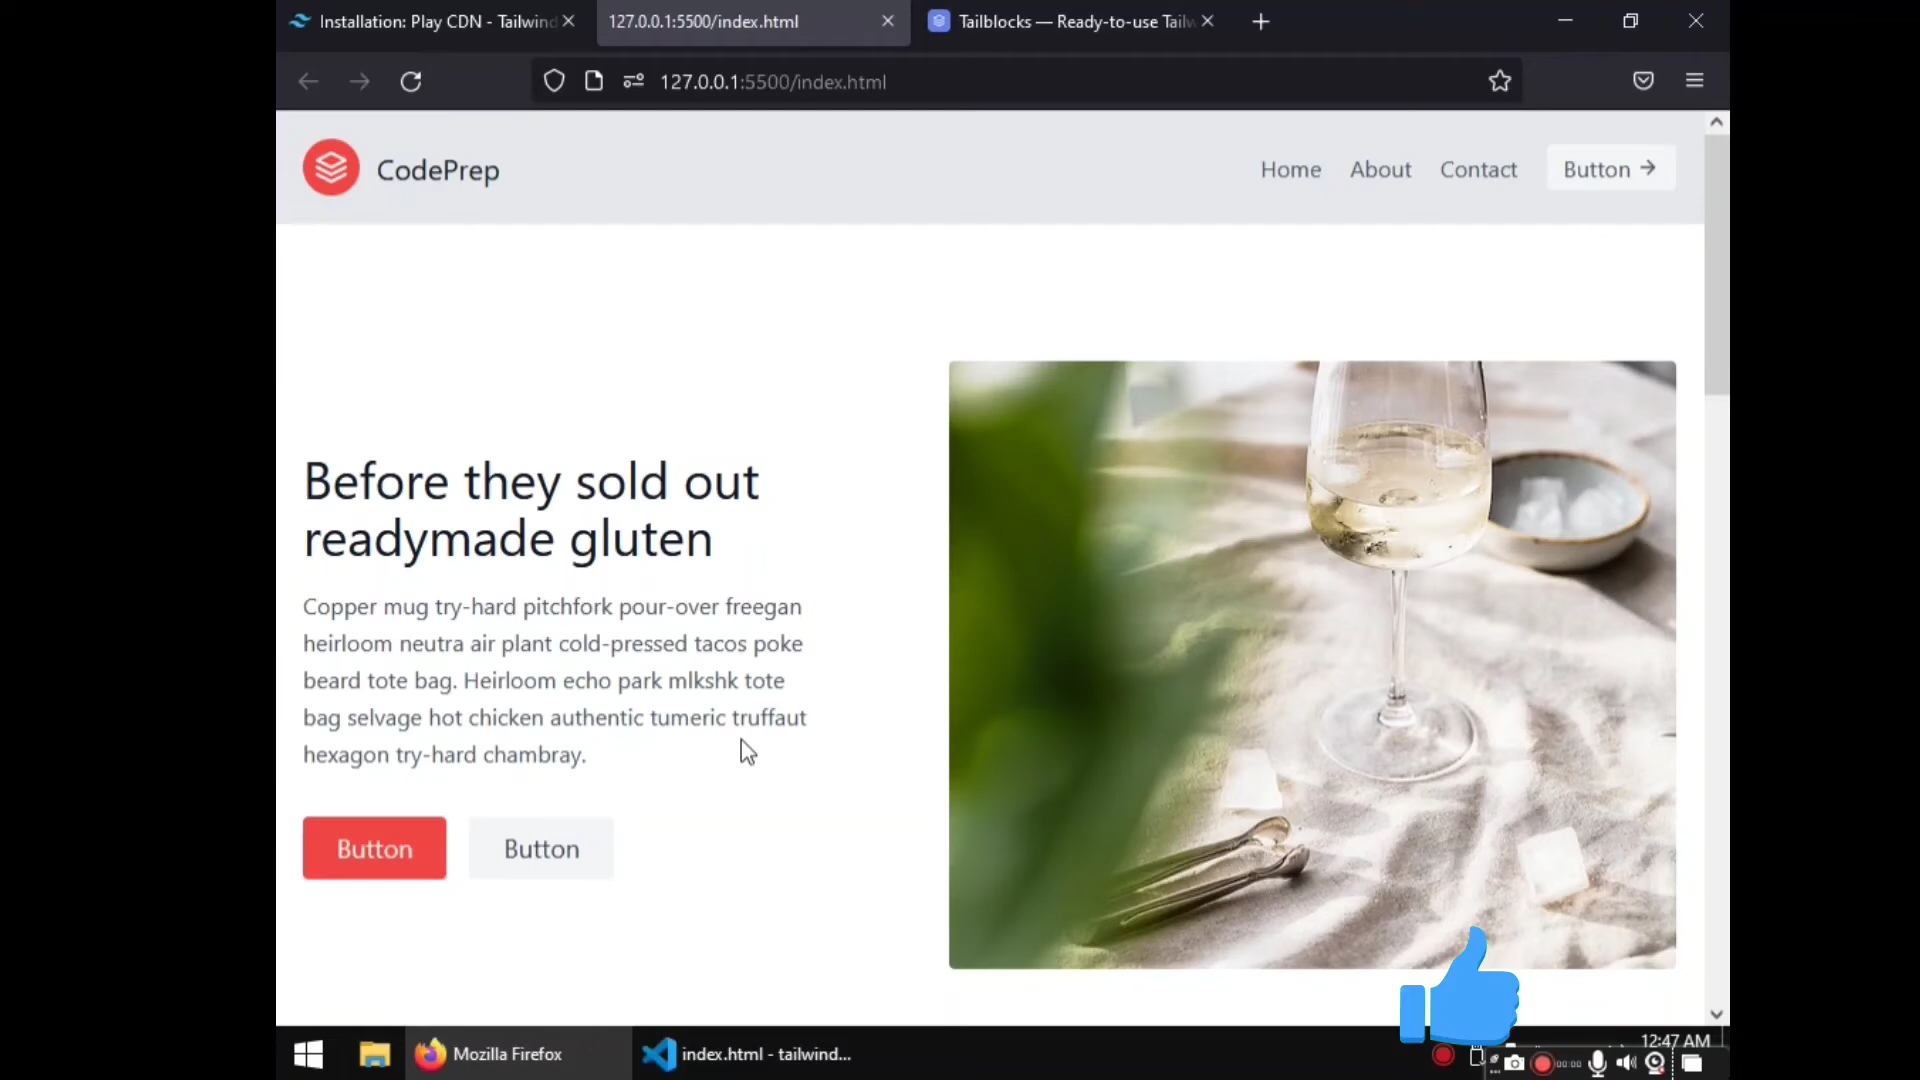 Installation: Play CDN - Tailwind
127.0.0.1:5500/index.html
Tailblocks — Ready-to-use Tailw
127.0.0.1:5500/index.html
CodePrep
Home
About
Contact
Button →
Before they sold out
readymade gluten
Copper mug try-hard pitchfork pour-over freegan
heirloom neutra air plant cold-pressed tacos poke
beard tote bag. Heirloom echo park mlkshk tote
bag selvage hot chicken authentic tumeric truffaut
hexagon try-hard chambray.
Button
Button
Mozilla Firefox
index.html - tailwind...
12:47 AM
00:00